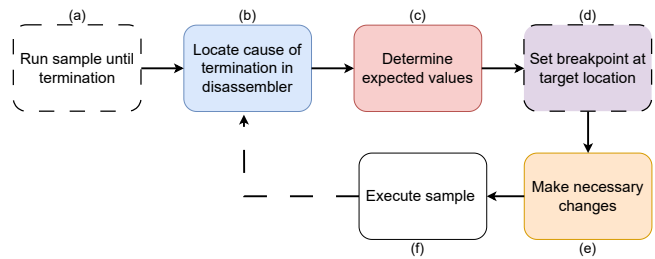 (a)
Run sample until
termination
(b)
Locate cause of
termination in
disassembler
(c)
Determine
expected values
(d)
Set breakpoint at
target location
Make necessary
changes
(e)
Execute sample
(f)